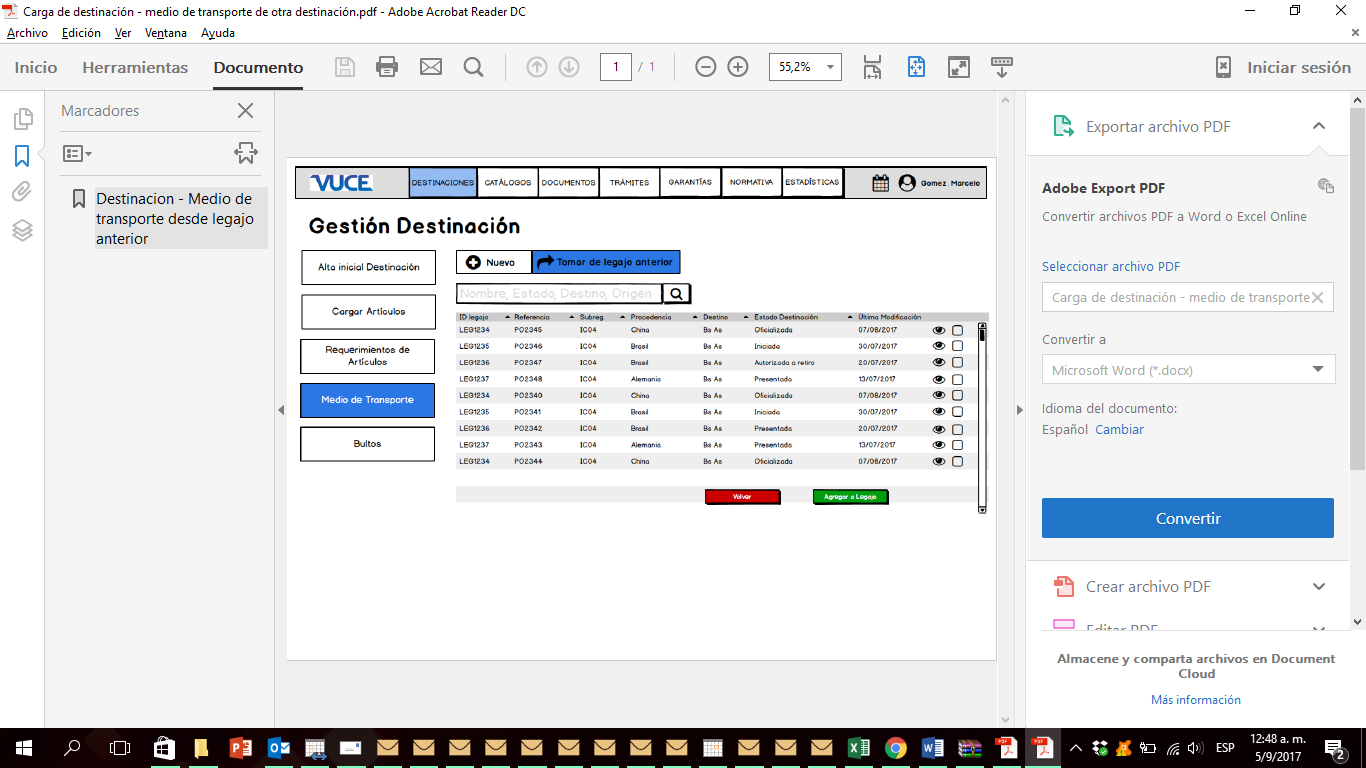 Carga de destinación - medio de transporte de otra destinación.pdf - Adobe Acrobat Reader DC
Archivo Edición Ver Ventana Ayuda
Inicio Herramientas Documento 1 / 1 55,2% Iniciar sesión
Marcadores
Destinacion - Medio de
transporte desde legajo
anterior
VUCE DESTINACIONES CATÁLOGOS DOCUMENTOS TRÁMITES GARANTÍAS NORMATIVA ESTADÍSTICAS Gomez, Marcelo
Gestión Destinación
Alta inicial Destinación
Cargar Artículos
Requerimientos de
Artículos
Medio de Transporte
Bultos
Nuevo Tomar de legajo anterior
Nombre, Estado, Destino, Origen
ID legajo Referencia Subreg. Procedencia Destino Estado Destinación Última Modificación
LEG1234 PO2345 IC04 China Bs As Oficializada 07/08/2017
LEG1235 PO2346 IC04 Brasil Bs As Iniciada 30/07/2017
LEG1236 PO2347 IC04 Brasil Bs As Autorizada a retiro 20/07/2017
LEG1237 PO2348 IC04 Alemania Bs As Presentada 13/07/2017
LEG1234 PO2340 IC04 China Bs As Oficializada 07/08/2017
LEG1235 PO2341 IC04 Brasil Bs As Iniciada 30/07/2017
LEG1236 PO2342 IC04 Brasil Bs As Presentada 20/07/2017
LEG1237 PO2343 IC04 Alemania Bs As Presentada 13/07/2017
LEG1234 PO2344 IC04 China Bs As Oficializada 07/08/2017
Volver Agregar a Legajo
Exportar archivo PDF
Adobe Export PDF
Convertir archivos PDF a Word o Excel Online
Seleccionar archivo PDF
Carga de destinación - medio de transporte
Convertir a
Microsoft Word (*.docx)
Idioma del documento:
Español Cambiar
Convertir
Crear archivo PDF
Editar PDF
Almacene y comparta archivos en Document
Cloud
Más información
ESP
12:48 a. m.
5/9/2017
2